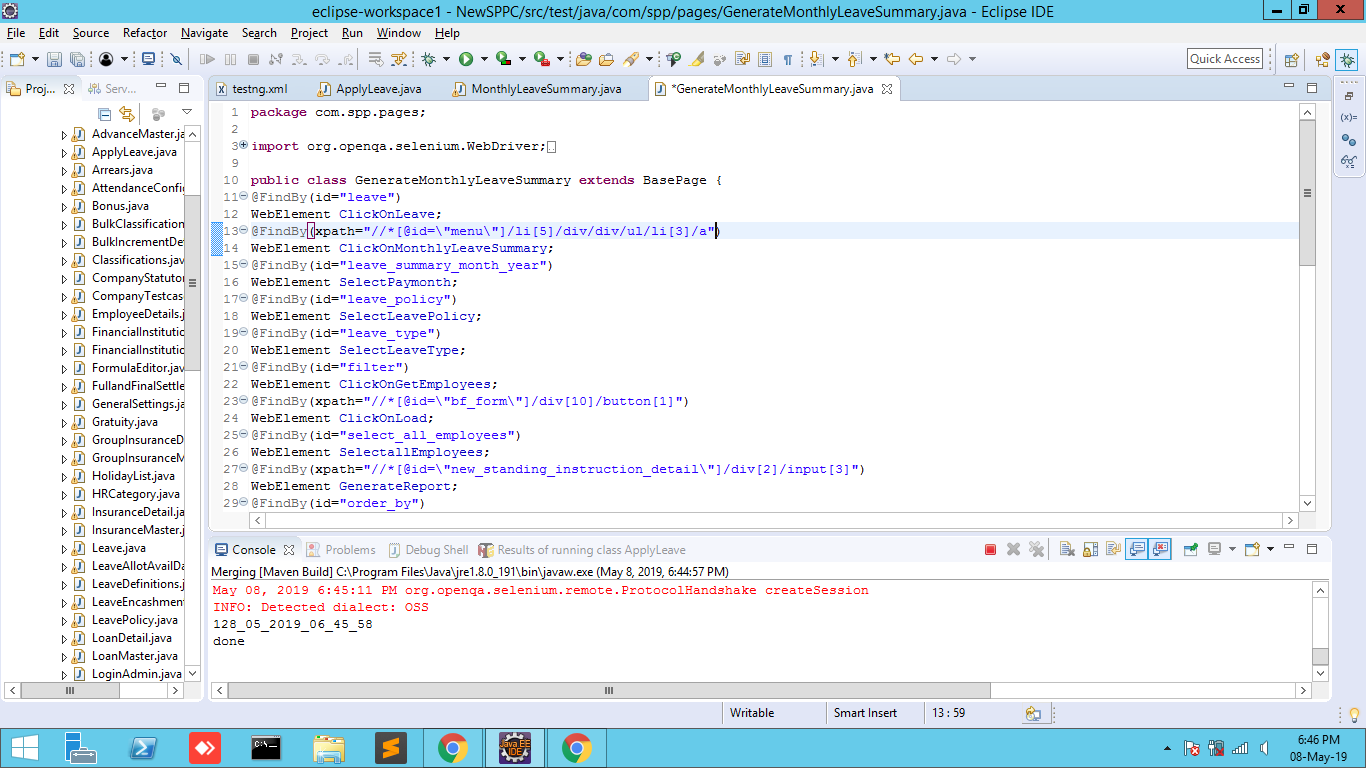 eclipse-workspace1 - NewSPPC/src/test/java/com/spp/pages/GenerateMonthlyLeaveSummary.java - Eclipse IDE
File Edit Source Refactor Navigate Search Project Run Window Help
Quick Access
Proj... Serv...
testng.xml ApplyLeave.java MonthlyLeaveSummary.java *GenerateMonthlyLeaveSummary.java
AdvanceMaster.ja
ApplyLeave.java
Arrears.java
AttendanceConfi
Bonus.java
BulkClassification
BulkIncrementDe
Classifications.jav
CompanyStatutor
CompanyTestcas
EmployeeDetails.j
FinancialInstitutio
FinancialInstitutio
FormulaEditor.jav
FullandFinalSettle
GeneralSettings.ja
Gratuity.java
GroupInsuranceD
GroupInsuranceM
HolidayList.java
HRCategory.java
InsuranceDetail.ja
InsuranceMaster.j
Leave.java
LeaveAllotAvailDa
LeaveDefinitions.j
LeaveEncashment
LeavePolicy.java
LoanDetail.java
LoanMaster.java
LoginAdmin.java
1 package com.spp.pages;
2
3 import org.openqa.selenium.WebDriver;
9
10 public class GenerateMonthlyLeaveSummary extends BasePage {
11 @FindBy(id="leave")
12 WebElement ClickOnLeave;
13 @FindBy(xpath="//*[@id=\"menu\"]/li[5]/div/div/ul/li[3]/a")
14 WebElement ClickOnMonthlyLeaveSummary;
15 @FindBy(id="leave_summary_month_year")
16 WebElement SelectPaymonth;
17 @FindBy(id="leave_policy")
18 WebElement SelectLeavePolicy;
19 @FindBy(id="leave_type")
20 WebElement SelectLeaveType;
21 @FindBy(id="filter")
22 WebElement ClickOnGetEmployees;
23 @FindBy(xpath="//*[@id=\"bf_form\"]/div[10]/button[1]")
24 WebElement ClickOnLoad;
25 @FindBy(id="select_all_employees")
26 WebElement SelectallEmployees;
27 @FindBy(xpath="//*[@id=\"new_standing_instruction_detail\"]/div[2]/input[3]")
28 WebElement GenerateReport;
29 @FindBy(id="order_by")
Console Problems Debug Shell Results of running class ApplyLeave
Merging [Maven Build] C:\Program Files\Java\jre1.8.0_191\bin\javaw.exe (May 8, 2019, 6:44:57 PM)
May 08, 2019 6:45:11 PM org.openqa.selenium.remote.ProtocolHandshake createSession
INFO: Detected dialect: OSS
128_05_2019_06_45_58
done
Writable Smart Insert 13 : 59
Java EE
IDE
6:46 PM
08-May-19